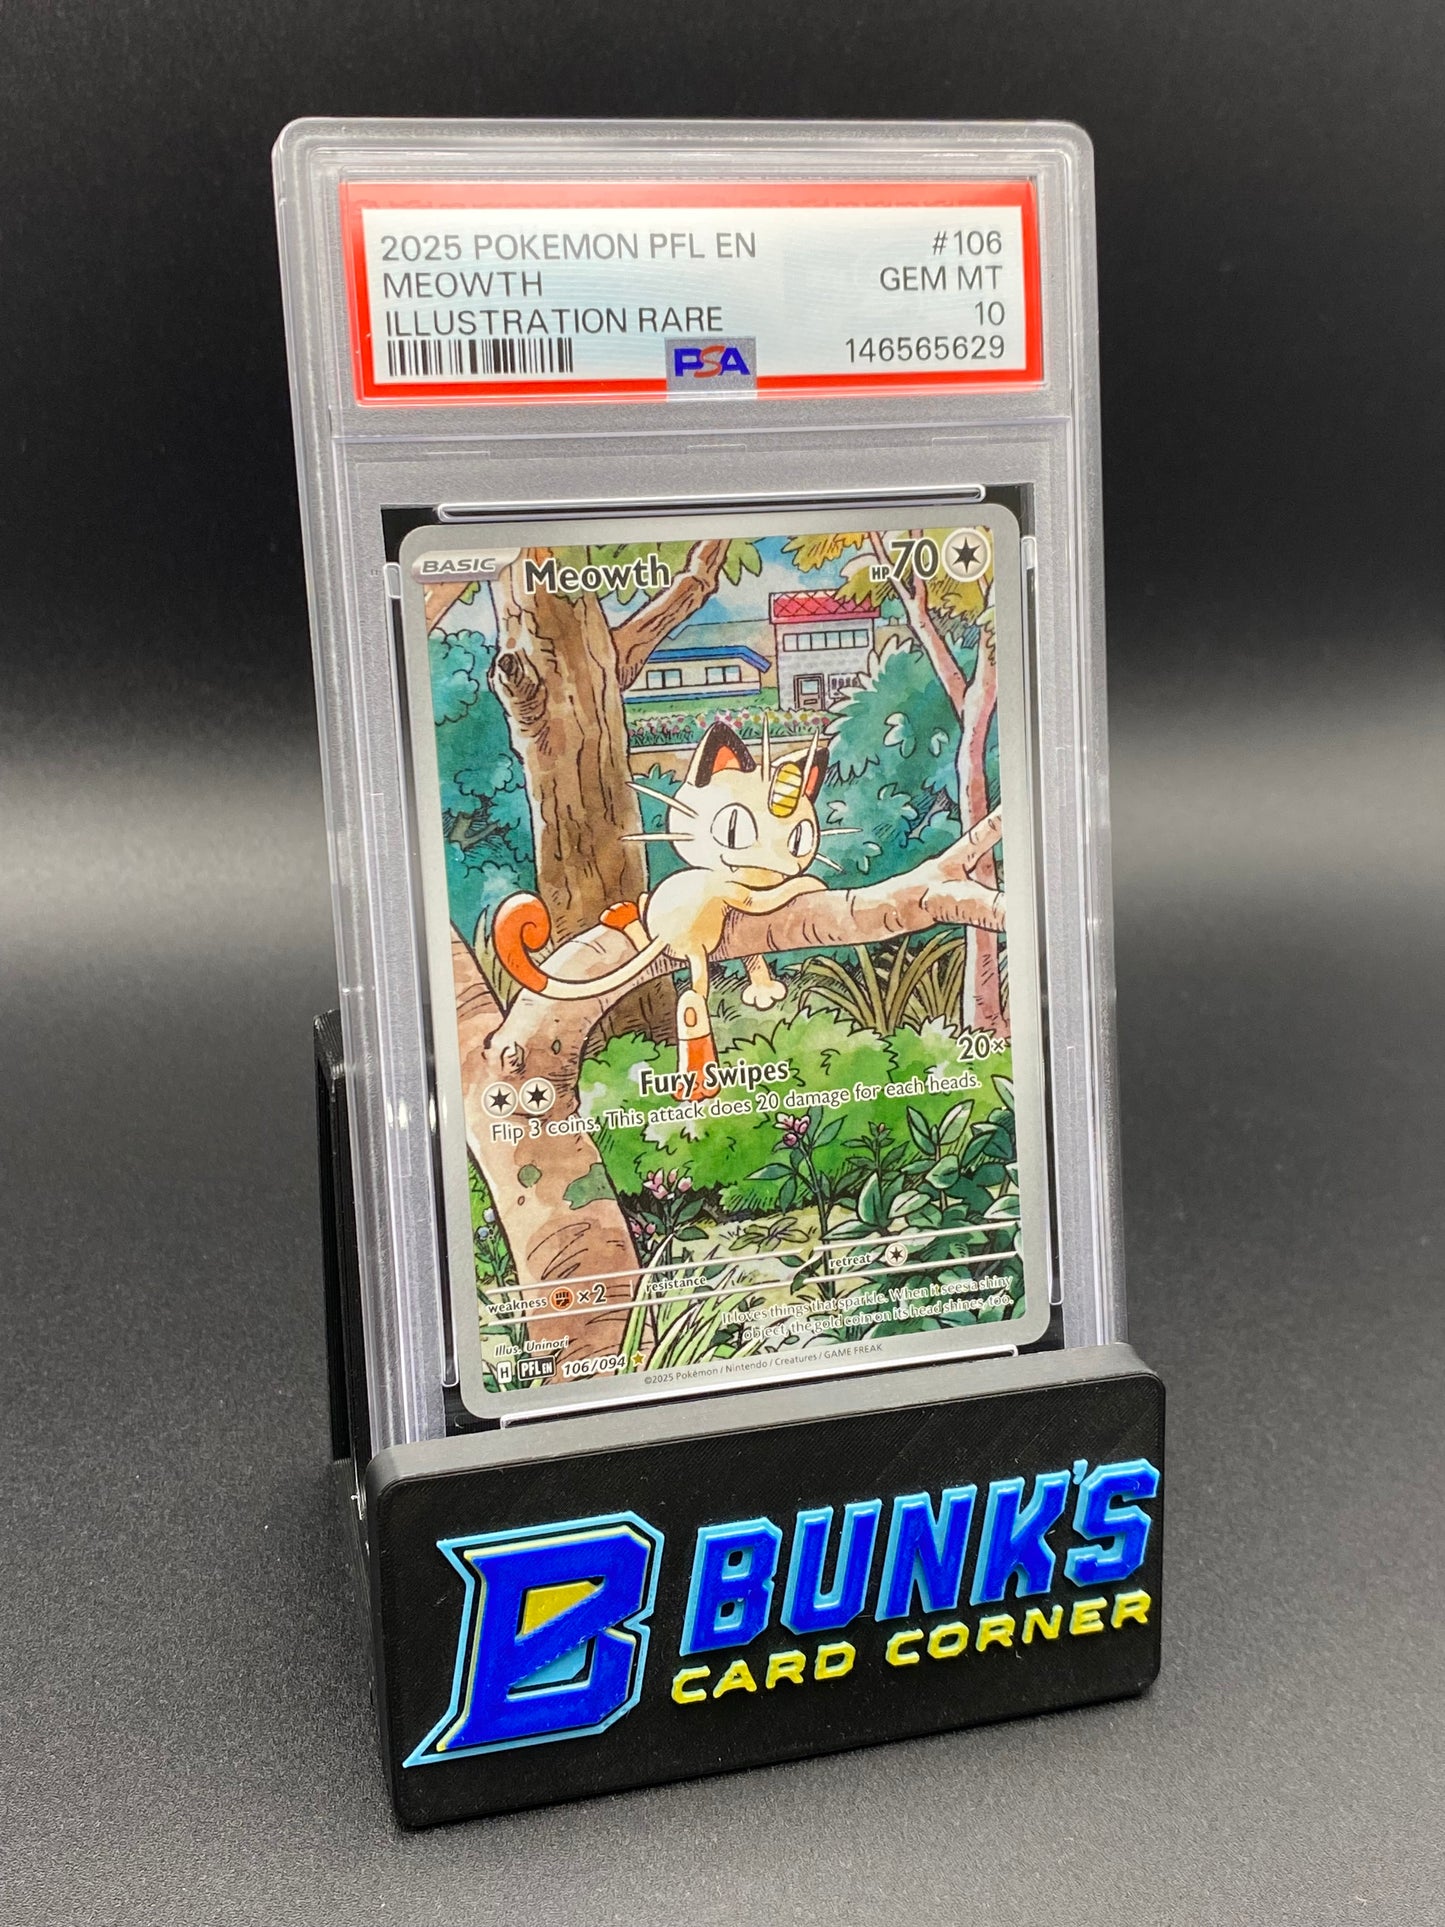 2025 POKEMON PFL EN #106
MEOWTH GEM MT
ILLUSTRATION RARE 10
PSA 146565629
BASIC Meowth HP 70
Fury Swipes 20×
Flip 3 coins. This attack does 20 damage for each heads.
weakness ×2 resistance retreat
It loves things that sparkle. When it sees a shiny
object, the gold coin on its head shines, too.
Illus. Uninori
H PFL EN 106/094 ©2025 Pokémon / Nintendo / Creatures / GAME FREAK
B BUNK'S
CARD CORNER